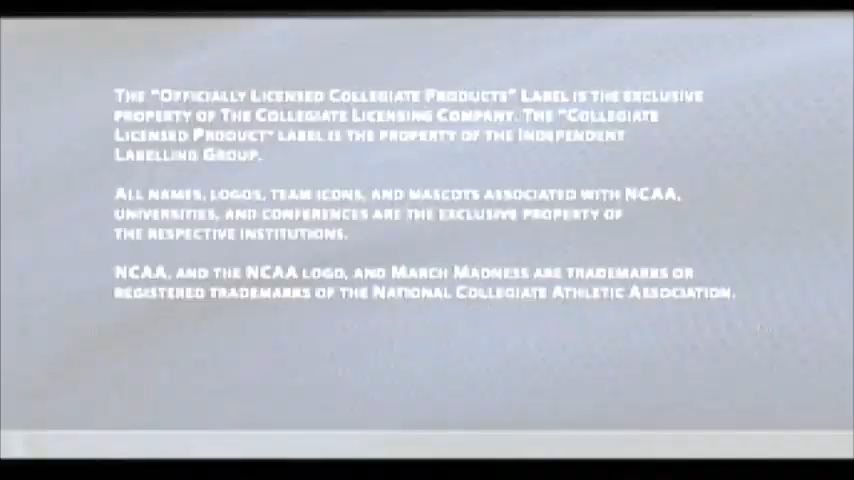 The "Officially Licensed Collegiate Products" Label is the exclusive
property of The Collegiate Licensing Company. The "Collegiate
Licensed Product" label is the property of the Independent
Labelling Group.
All names, logos, team icons, and mascots associated with NCAA,
universities, and conferences are the exclusive property of
the respective institutions.
NCAA, and the NCAA logo, and March Madness are trademarks or
registered trademarks of the National Collegiate Athletic Association.